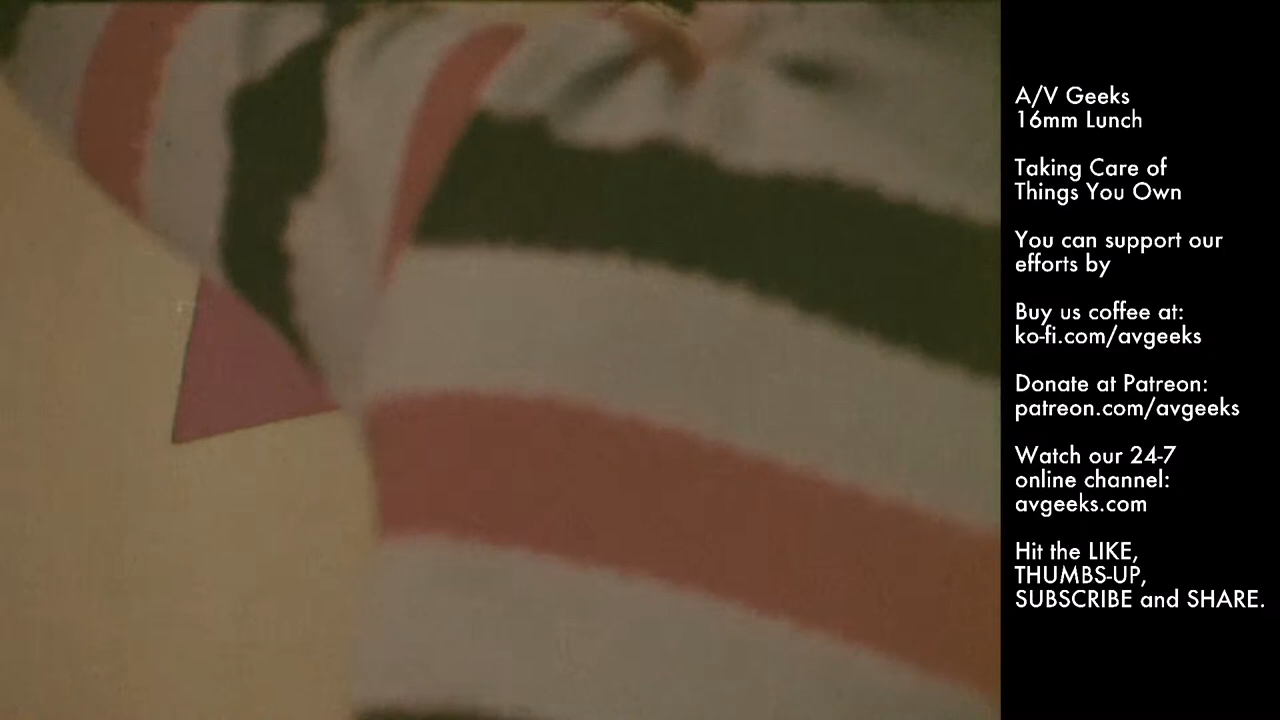 A/V Geeks
16mm Lunch
Taking Care of
Things You Own
You can support our
efforts by
Buy us coffee at:
ko-fi.com/avgeeks
Donate at Patreon:
patreon.com/avgeeks
Watch our 24-7
online channel:
avgeeks.com
Hit the LIKE,
THUMBS-UP,
SUBSCRIBE and SHARE.